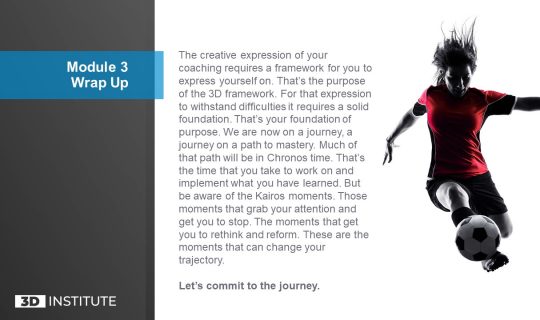 Module 3
Wrap Up
The creative expression of your
coaching requires a framework for you to
express yourself on. That's the purpose
of the 3D framework. For that expression
to withstand difficulties it requires a solid
foundation. That's your foundation of
purpose. We are now on a journey, a
journey on a path to mastery. Much of
that path will be in Chronos time. That's
the time that you take to work on and
implement what you have learned. But
be aware of the Kairos moments. Those
moments that grab your attention and
get you to stop. The moments that get
you to rethink and reform. These are the
moments that can change your
trajectory.
Let's commit to the journey.
3D INSTITUTE